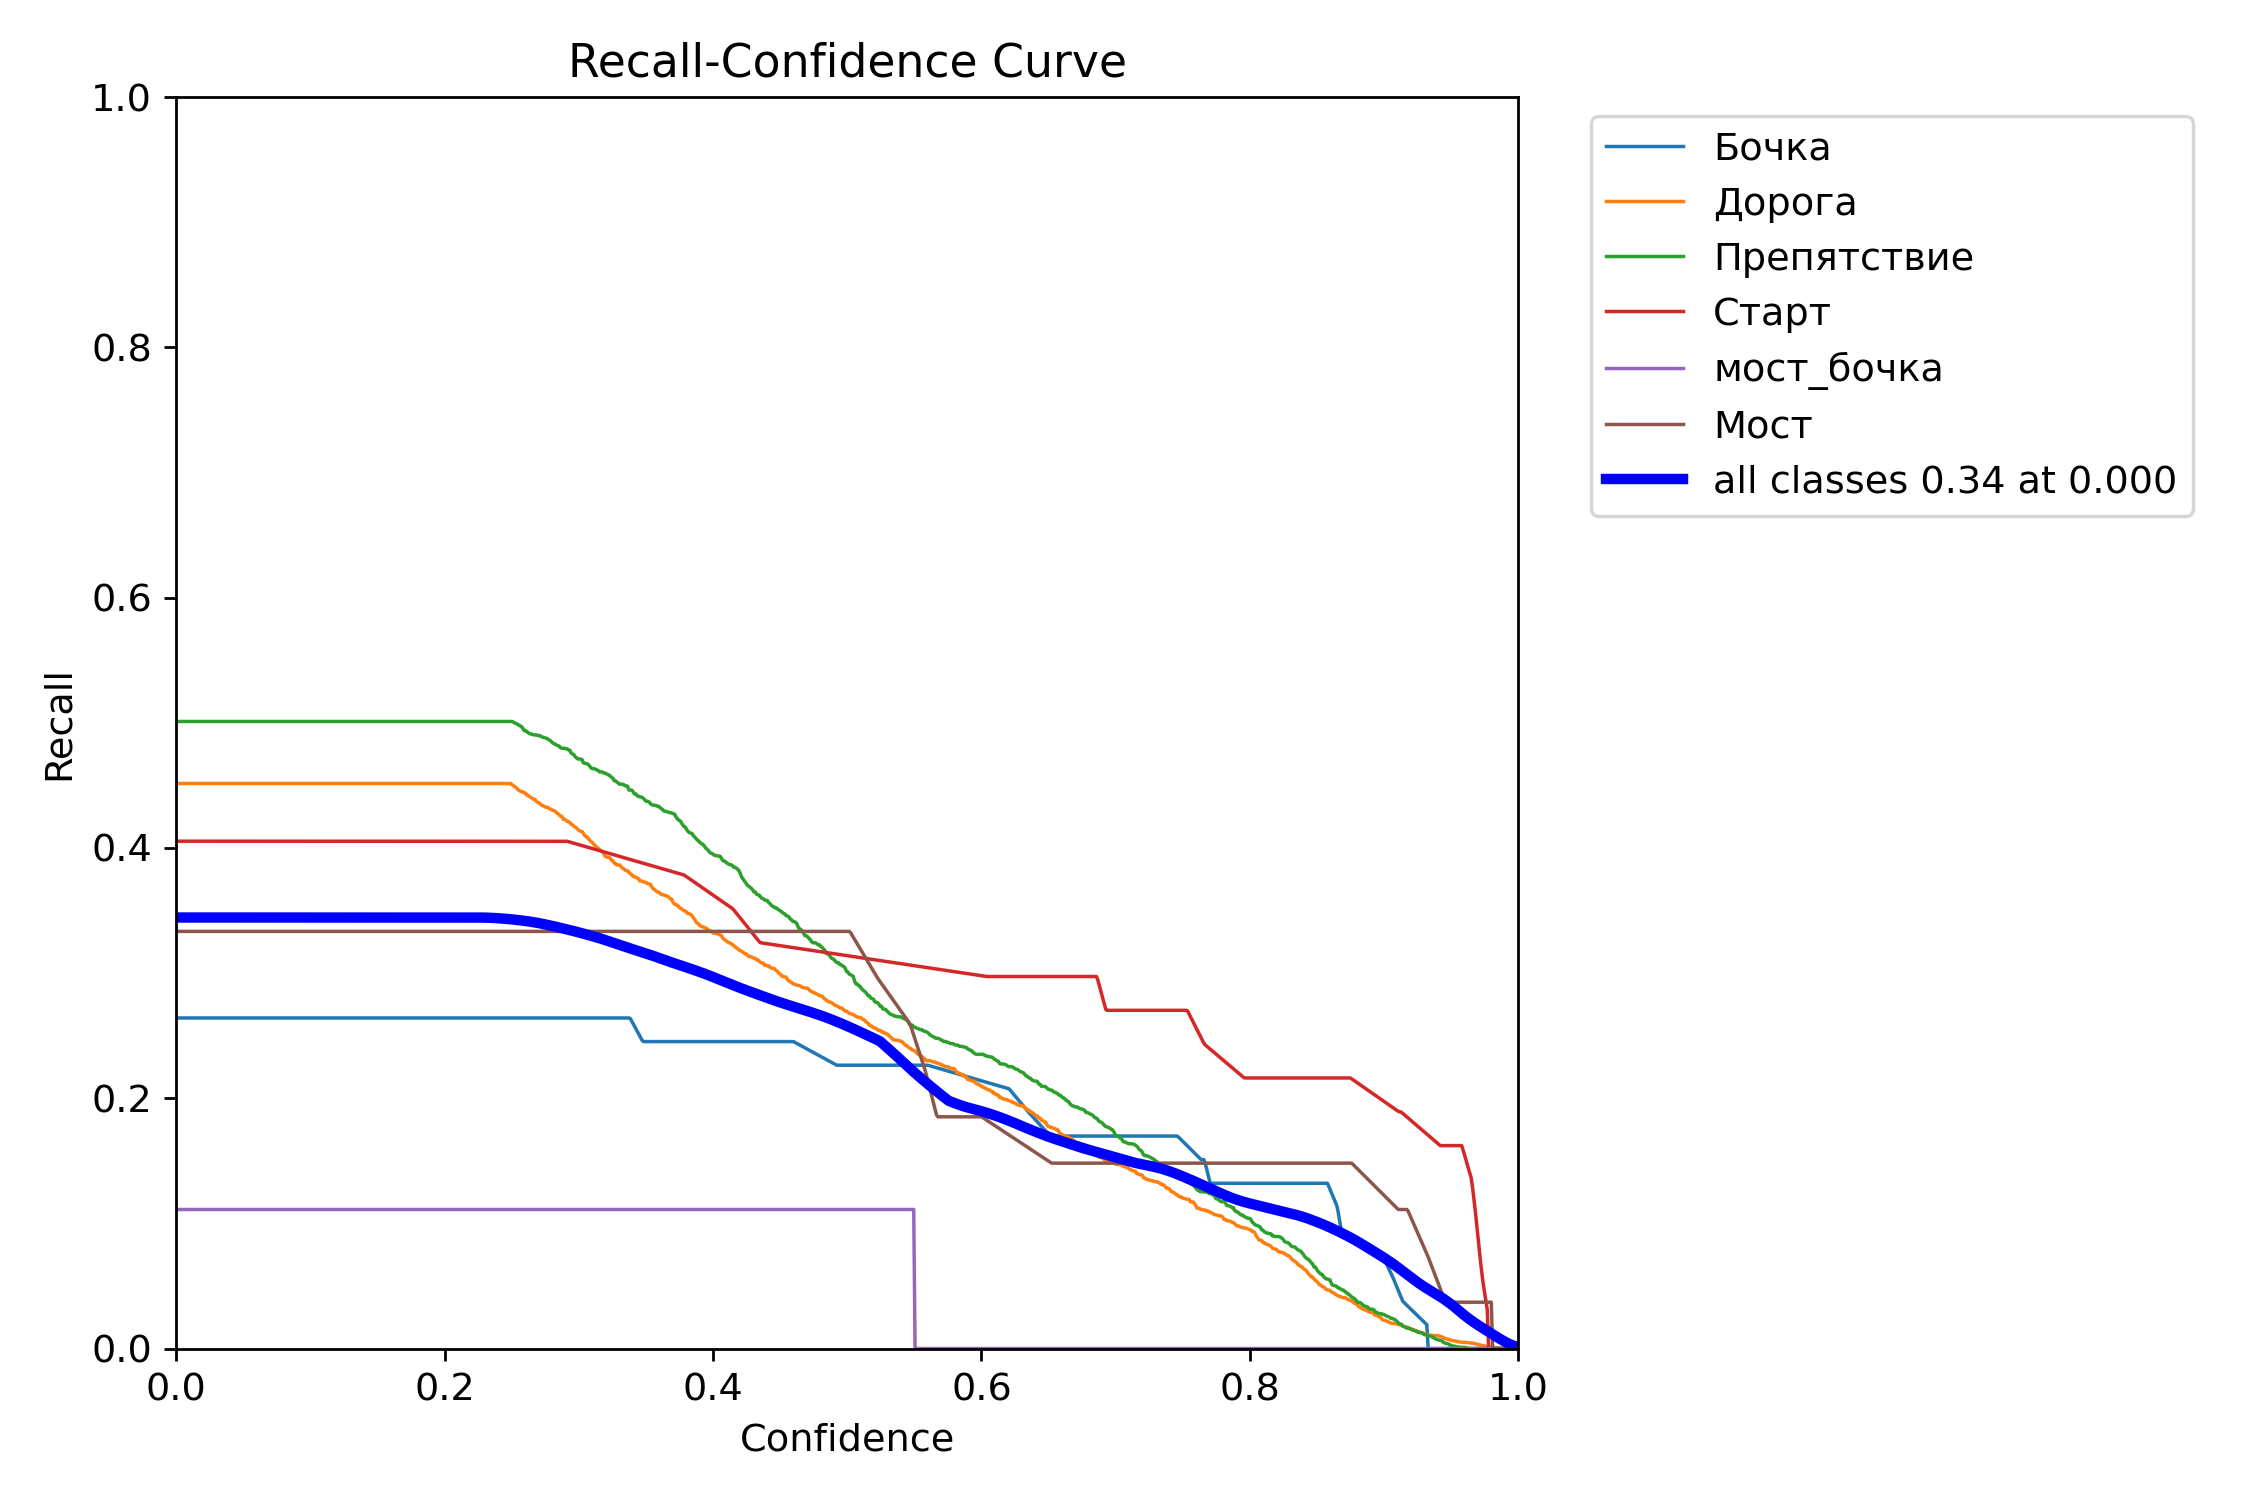 Recall-Confidence Curve
1.0
0.8
0.6
0.4
0.2
0.0
Recall
0.0 0.2 0.4 0.6 0.8 1.0
Confidence
Бочка
Дорога
Препятствие
Старт
мост_бочка
Мост
all classes 0.34 at 0.000